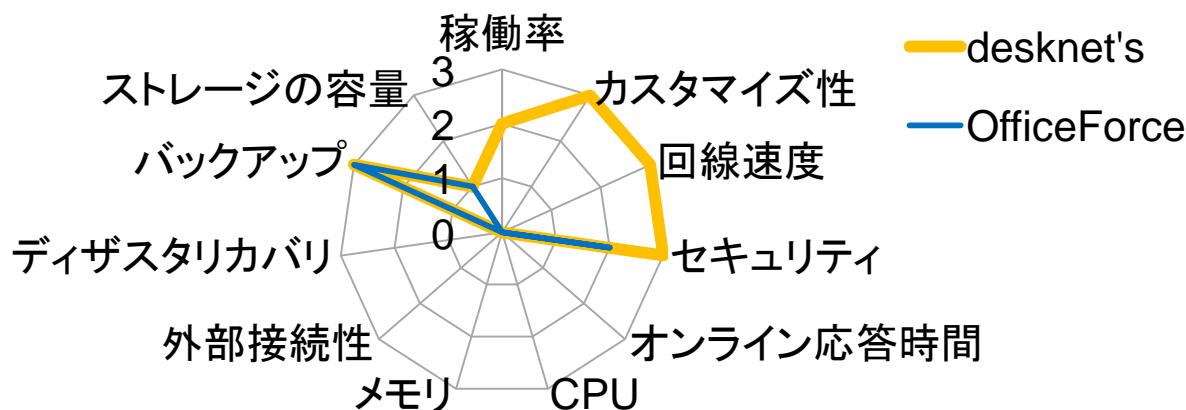 稼働率
カスタマイズ性
回線速度
セキュリティ
オンライン応答時間
CPU
メモリ
外部接続性
ディザスタリカバリ
バックアップ
ストレージの容量
3
2
1
0
desknet's
OfficeForce